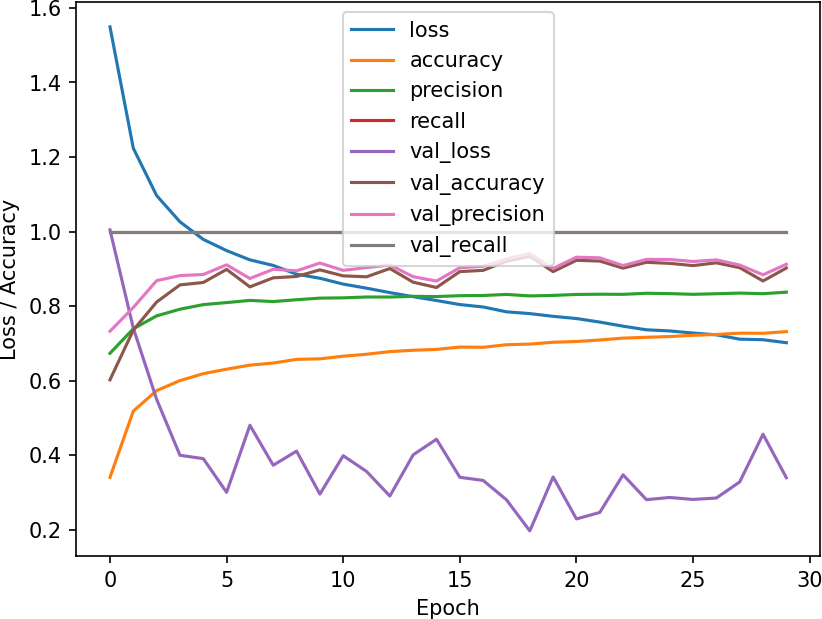 1.6
1.4
1.2
1.0
0.8
0.6
0.4
0.2
Loss / Accuracy
loss
accuracy
precision
recall
val_loss
val_accuracy
val_precision
val_recall
0 5 10 15 20 25 30
Epoch